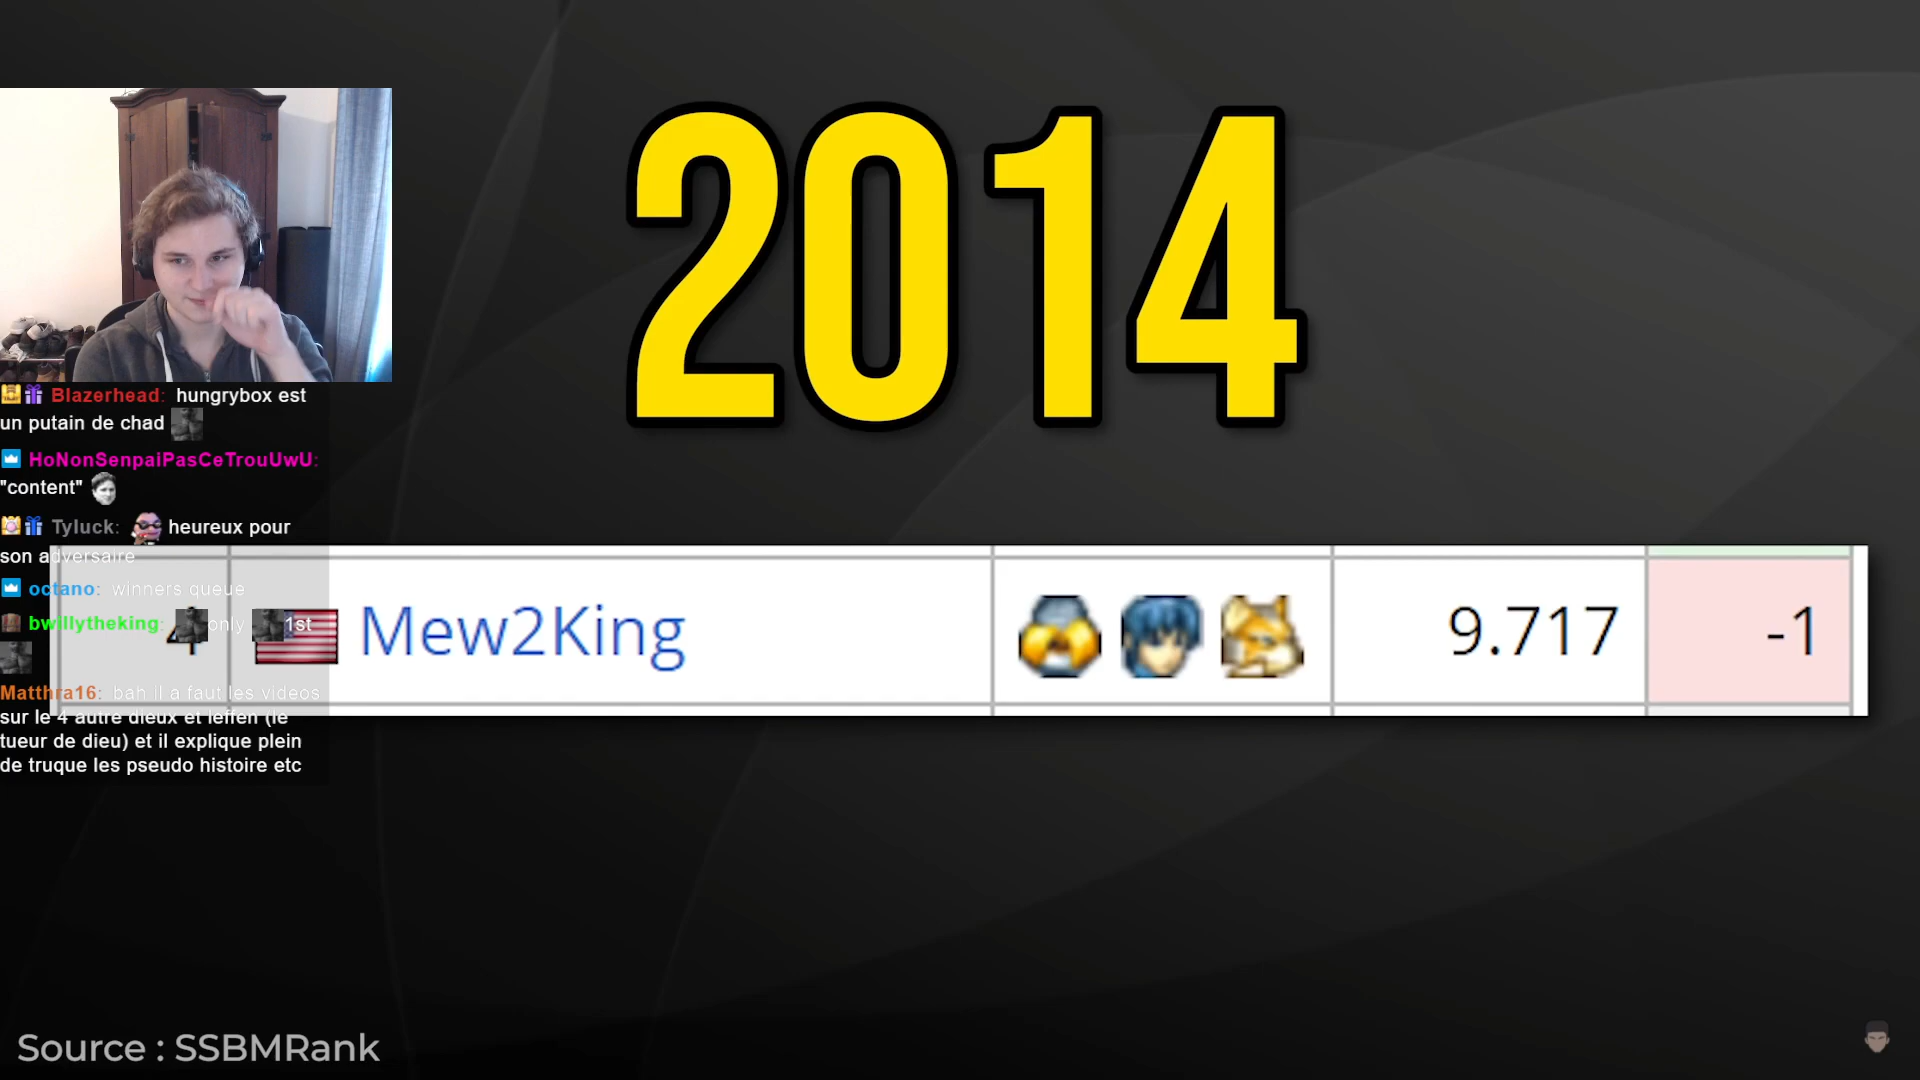 2014
Blazerhead: hungrybox est
un putain de chad
HoNonSenpaiPasCeTrouUwU:
"content"
Tyluck: heureux pour
son adversaire
octano: winners queue
bwillytheking: only 1st
Matthra16: bah il a faut les videos
sur le 4 autre dieux et leffen (le
tueur de dieu) et il explique plein
de truque les pseudo histoire etc
4 Mew2King 9.717 -1
Source : SSBMRank